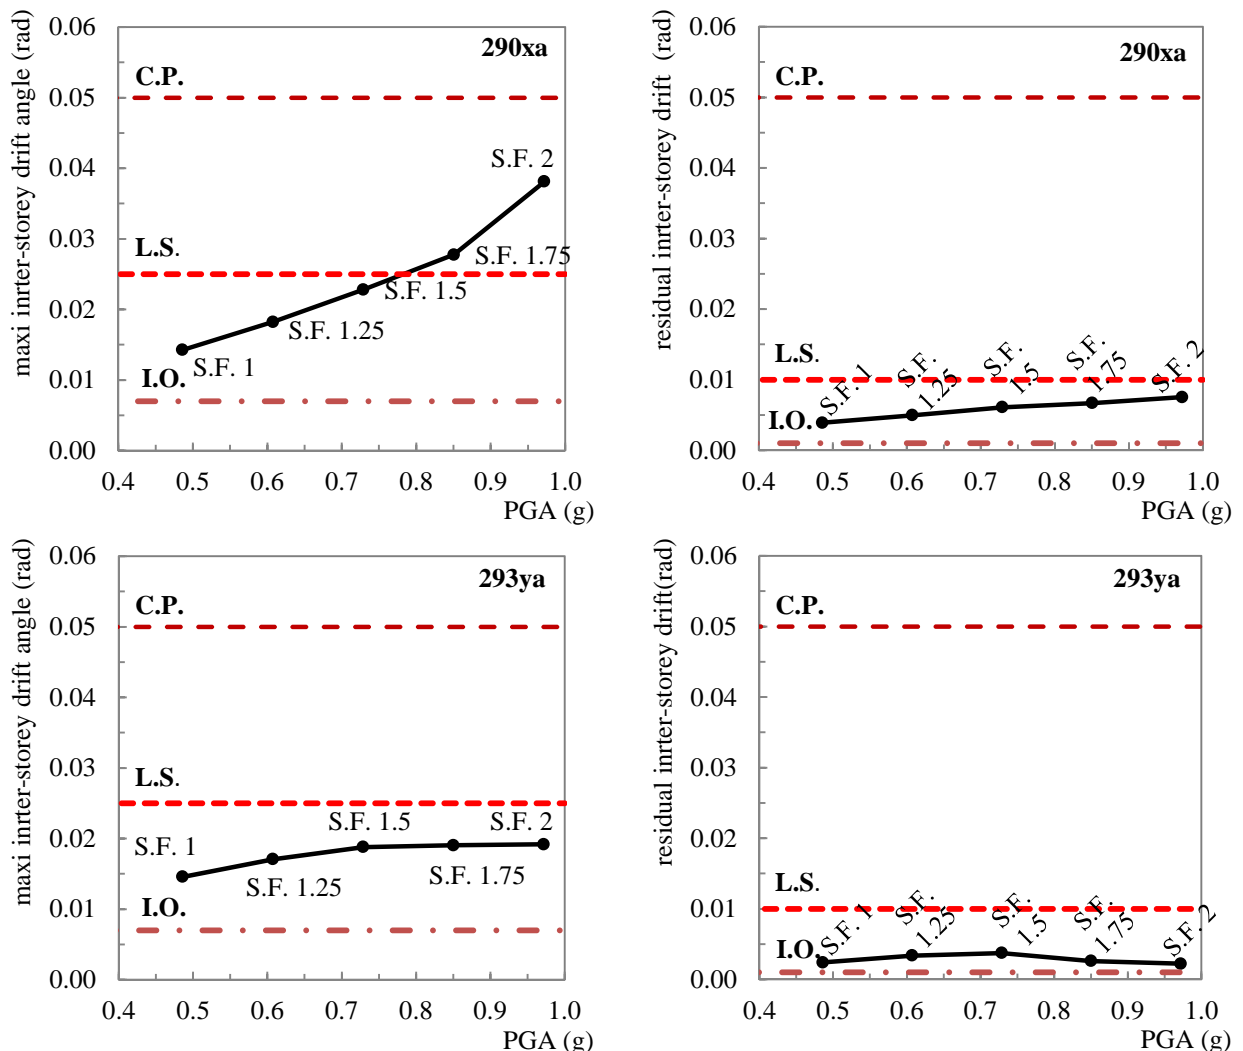 maxi inrter-storey drift angle (rad)
0.06
0.05
0.04
0.03
0.02
0.01
0.00
290xa
C.P.
S.F. 2
L.S.
S.F. 1.75
S.F. 1.5
S.F. 1.25
S.F. 1
I.O.
0.4 0.5 0.6 0.7 0.8 0.9 1.0
PGA (g)
residual inrter-storey drift (rad)
0.06
0.05
0.04
0.03
0.02
0.01
0.00
290xa
C.P.
L.S.
S.F. 1
S.F.
1.25
S.F.
1.5
S.F.
1.75
S.F. 2
I.O.
0.4 0.5 0.6 0.7 0.8 0.9 1.0
PGA (g)
maxi inrter-storey drift angle (rad)
0.06
0.05
0.04
0.03
0.02
0.01
0.00
293ya
C.P.
L.S.
S.F. 1
S.F. 1.25
S.F. 1.5
S.F. 1.75
S.F. 2
I.O.
0.4 0.5 0.6 0.7 0.8 0.9 1.0
PGA (g)
residual inrter-storey drift(rad)
0.06
0.05
0.04
0.03
0.02
0.01
0.00
293ya
C.P.
L.S.
S.F. 1
S.F.
1.25
S.F.
1.5
S.F.
1.75
S.F. 2
I.O.
0.4 0.5 0.6 0.7 0.8 0.9 1.0
PGA (g)